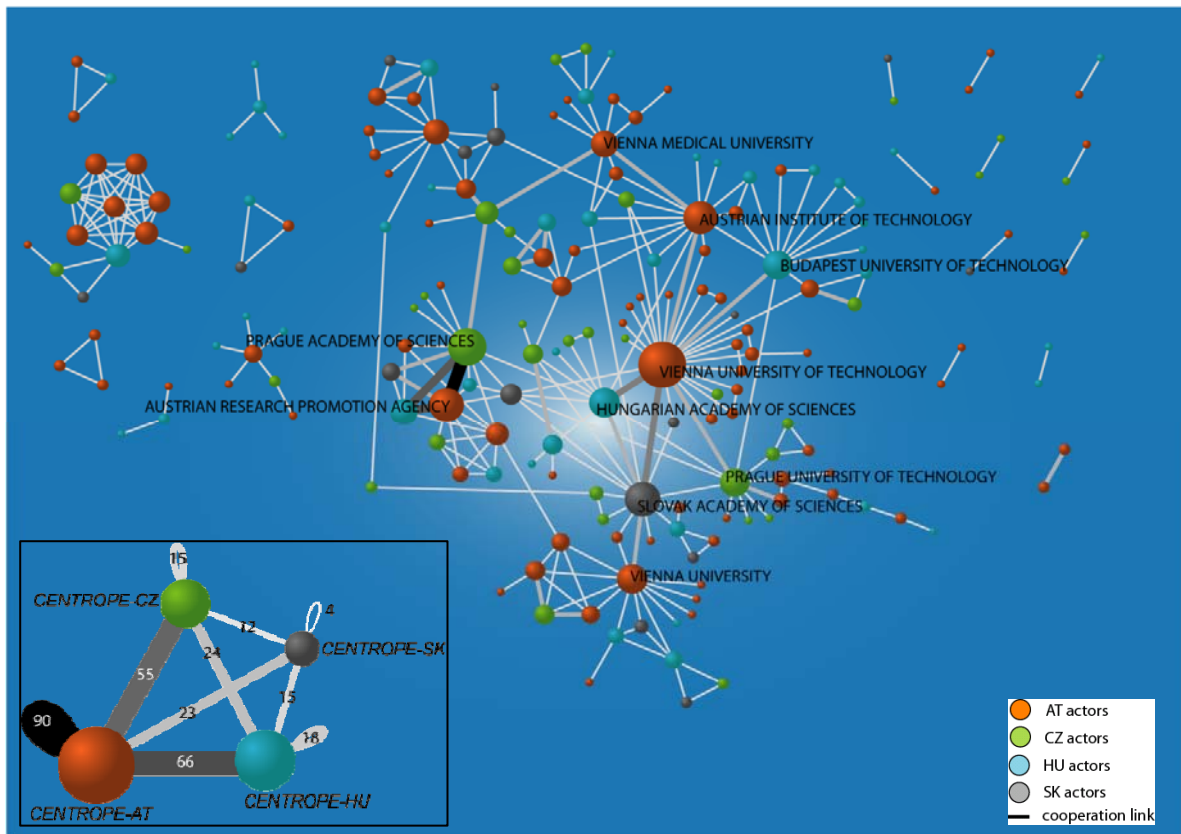 VIENNA MEDICAL UNIVERSITY
AUSTRIAN INSTITUTE OF TECHNOLOGY
BUDAPEST UNIVERSITY OF TECHNOLOGY
PRAGUE ACADEMY OF SCIENCES
VIENNA UNIVERSITY OF TECHNOLOGY
AUSTRIAN RESEARCH PROMOTION AGENCY
HUNGARIAN ACADEMY OF SCIENCES
PRAGUE UNIVERSITY OF TECHNOLOGY
SLOVAK ACADEMY OF SCIENCES
VIENNA UNIVERSITY
15
CENTROPE-CZ
4
12
CENTROPE-SK
24
55
23
15
90
18
66
CENTROPE-HU
CENTROPE-AT
AT actors
CZ actors
HU actors
SK actors
cooperation link